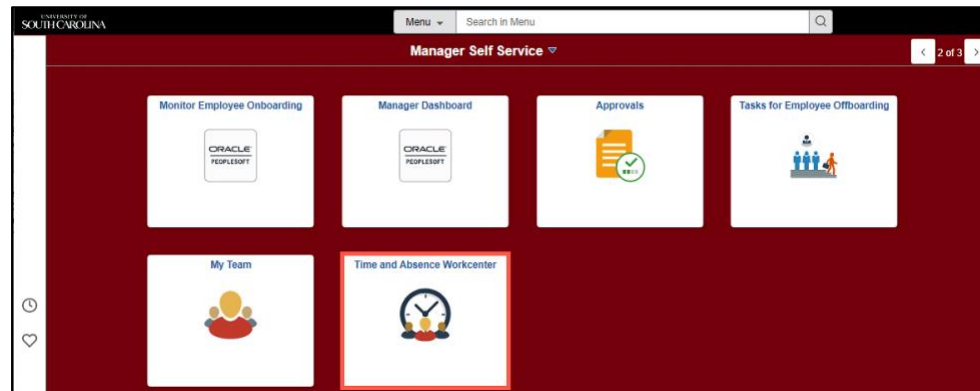 UNIVERSITY OF
SOUTH CAROLINA
Menu
Search in Menu
Manager Self Service
2 of 3
Monitor Employee Onboarding
Manager Dashboard
Approvals
Tasks for Employee Offboarding
ORACLE
PEOPLESOFT
ORACLE
PEOPLESOFT
My Team
Time and Absence Workcenter